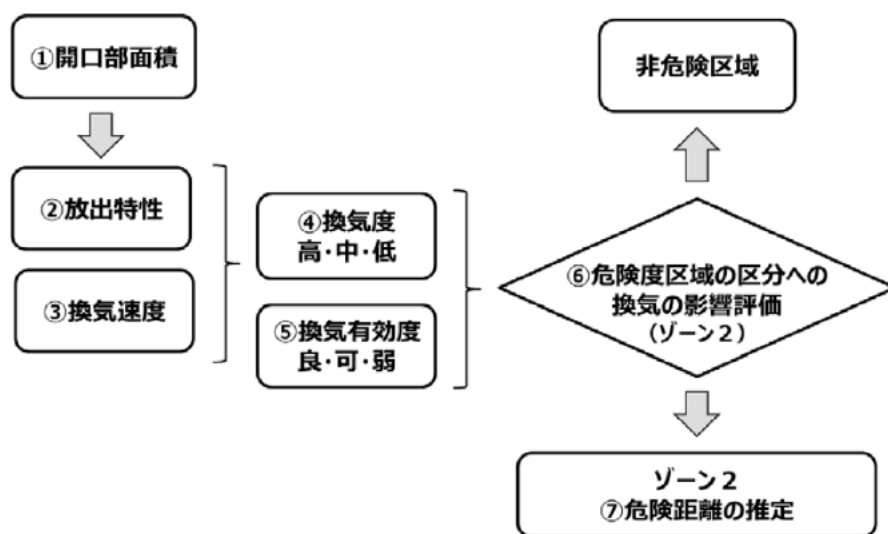 ①開口部面積
非危険区域
②放出特性
③換気速度
④換気度
高・中・低
⑤換気有効度
良・可・弱
⑥危険度区域の区分への
換気の影響評価
(ゾーン2)
ゾーン2
⑦危険距離の推定